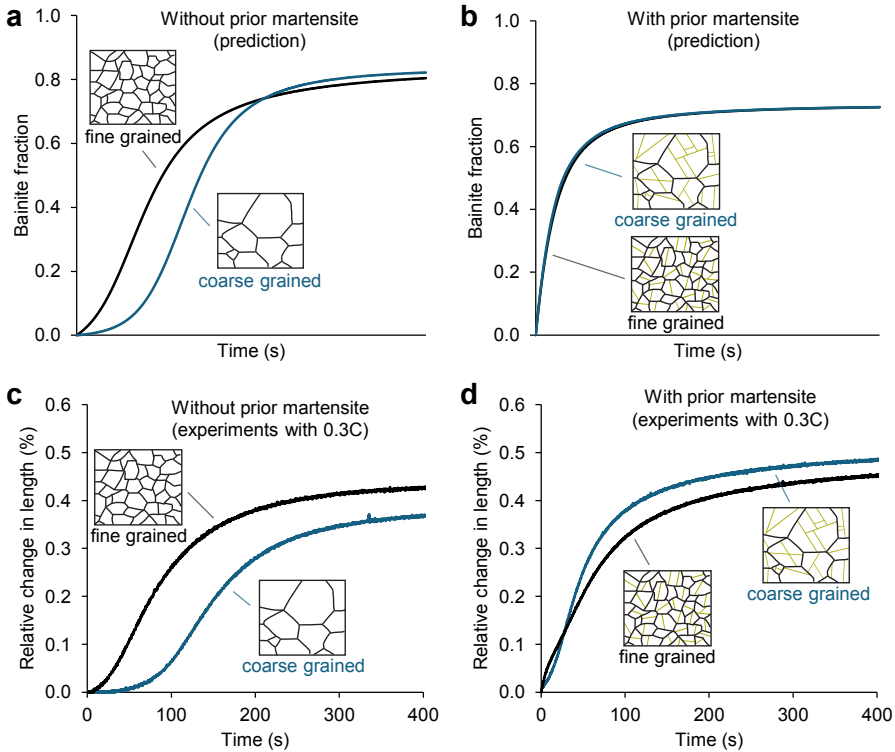 a
Without prior martensite
(prediction)
1.0
0.8
0.6
0.4
0.2
0.0
Bainite fraction
fine grained
coarse grained
Time (s)
b
With prior martensite
(prediction)
1.0
0.8
0.6
0.4
0.2
0.0
Bainite fraction
coarse grained
fine grained
Time (s)
c
Without prior martensite
(experiments with 0.3C)
0.6
0.5
0.4
0.3
0.2
0.1
0.0
Relative change in length (%)
fine grained
coarse grained
0
100
200
300
400
Time (s)
d
With prior martensite
(experiments with 0.3C)
0.6
0.5
0.4
0.3
0.2
0.1
0.0
Relative change in length (%)
coarse grained
fine grained
0
100
200
300
400
Time (s)